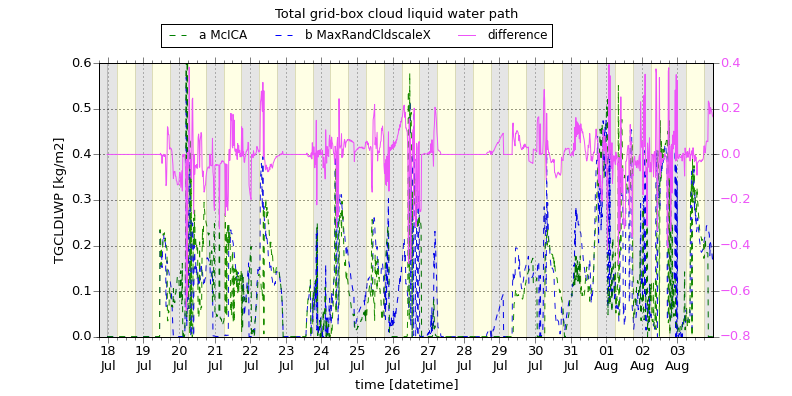 Total grid-box cloud liquid water path
a McICA b MaxRandCldscaleX difference
TGCLDLWP [kg/m2]
0.6
0.5
0.4
0.3
0.2
0.1
0.0
0.4
0.2
0.0
−0.2
−0.4
−0.6
−0.8
18 19 20 21 22 23 24 25 26 27 28 29 30 31 01 02 03
Jul Jul Jul Jul Jul Jul Jul Jul Jul Jul Jul Jul Jul Jul Aug Aug Aug
time [datetime]